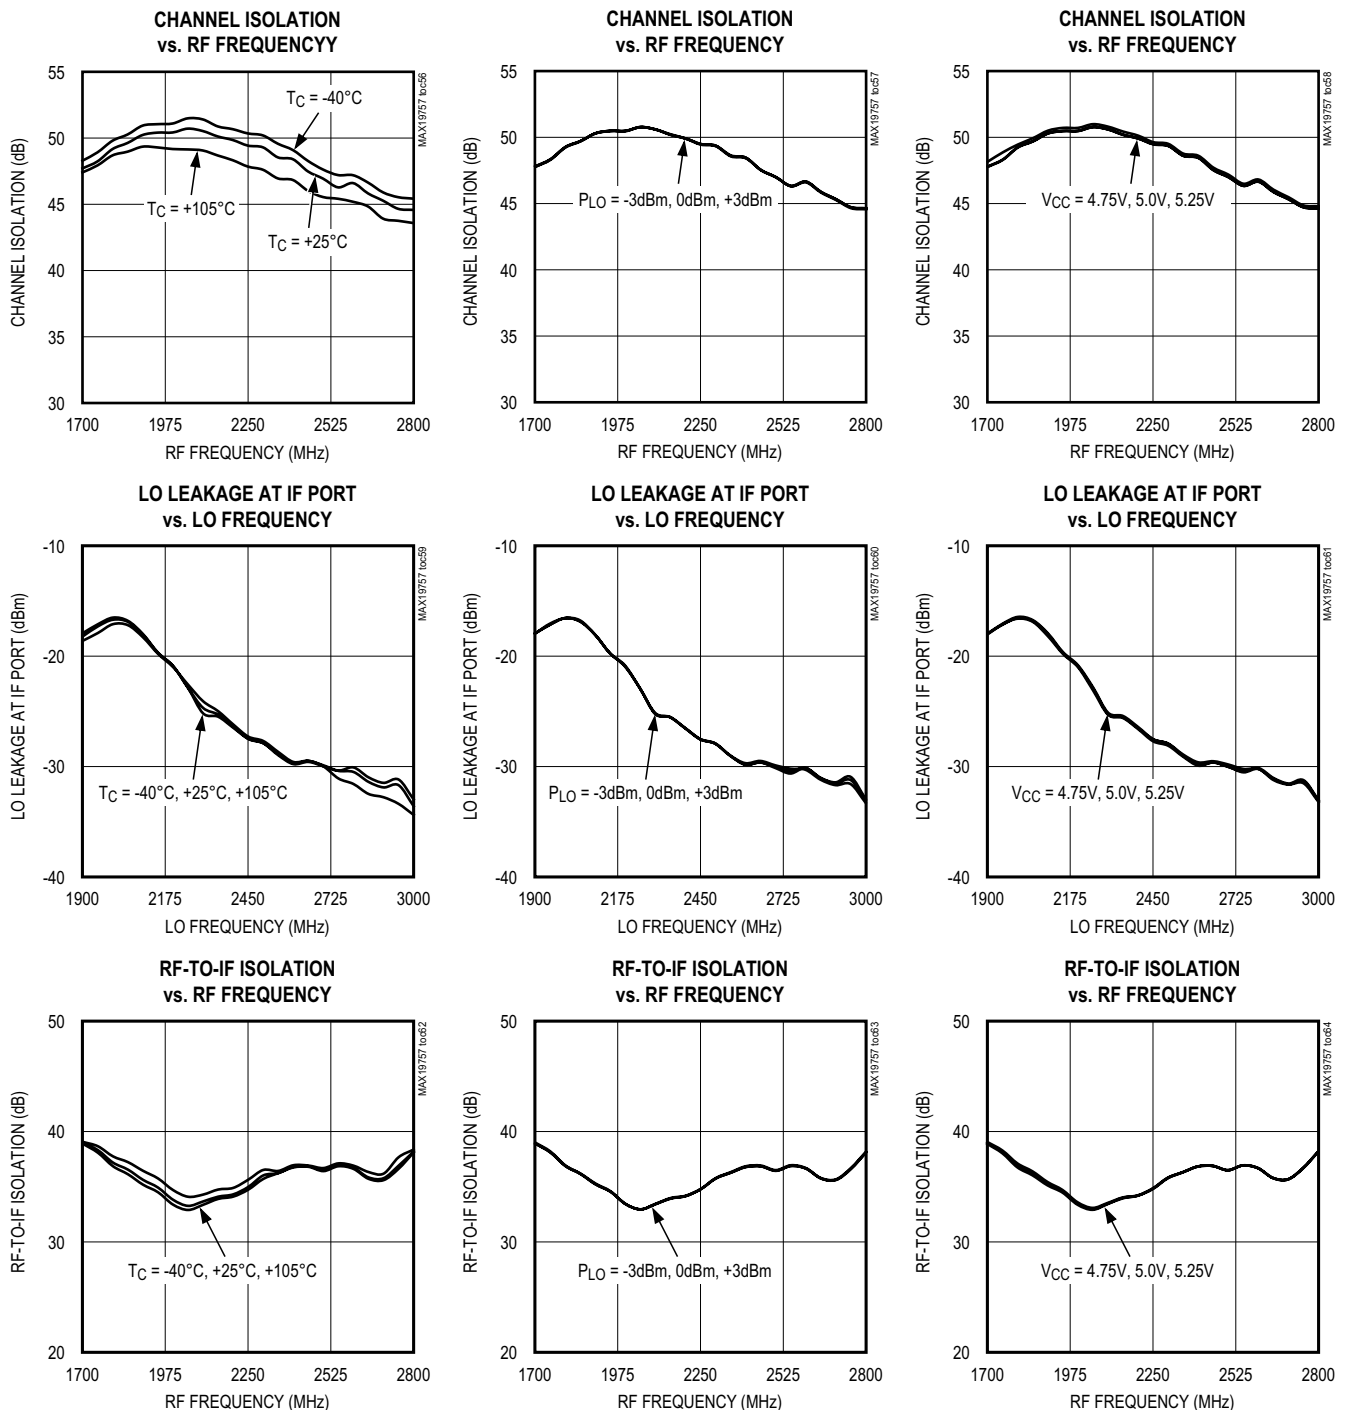 CHANNEL ISOLATION
vs. RF FREQUENCYY
CHANNEL ISOLATION (dB)
55
50
45
40
35
30
TC = -40°C
TC = +105°C
TC = +25°C
MAX19757 toc56
1700 1975 2250 2525 2800
RF FREQUENCY (MHz)
CHANNEL ISOLATION
vs. RF FREQUENCY
CHANNEL ISOLATION (dB)
55
50
45
40
35
30
PLO = -3dBm, 0dBm, +3dBm
MAX19757 toc57
1700 1975 2250 2525 2800
RF FREQUENCY (MHz)
CHANNEL ISOLATION
vs. RF FREQUENCY
CHANNEL ISOLATION (dB)
55
50
45
40
35
30
VCC = 4.75V, 5.0V, 5.25V
MAX19757 toc58
1700 1975 2250 2525 2800
RF FREQUENCY (MHz)
LO LEAKAGE AT IF PORT
vs. LO FREQUENCY
LO LEAKAGE AT IF PORT (dBm)
-10
-20
-30
-40
TC = -40°C, +25°C, +105°C
MAX19757 toc59
1900 2175 2450 2725 3000
LO FREQUENCY (MHz)
LO LEAKAGE AT IF PORT
vs. LO FREQUENCY
LO LEAKAGE AT IF PORT (dBm)
-10
-20
-30
-40
PLO = -3dBm, 0dBm, +3dBm
MAX19757 toc60
1900 2175 2450 2725 3000
LO FREQUENCY (MHz)
LO LEAKAGE AT IF PORT
vs. LO FREQUENCY
LO LEAKAGE AT IF PORT (dBm)
-10
-20
-30
-40
VCC = 4.75V, 5.0V, 5.25V
MAX19757 toc61
1900 2175 2450 2725 3000
LO FREQUENCY (MHz)
RF-TO-IF ISOLATION
vs. RF FREQUENCY
RF-TO-IF ISOLATION (dB)
50
40
30
20
TC = -40°C, +25°C, +105°C
MAX19757 toc62
1700 1975 2250 2525 2800
RF FREQUENCY (MHz)
RF-TO-IF ISOLATION
vs. RF FREQUENCY
RF-TO-IF ISOLATION (dB)
50
40
30
20
PLO = -3dBm, 0dBm, +3dBm
MAX19757 toc63
1700 1975 2250 2525 2800
RF FREQUENCY (MHz)
RF-TO-IF ISOLATION
vs. RF FREQUENCY
RF-TO-IF ISOLATION (dB)
50
40
30
20
VCC = 4.75V, 5.0V, 5.25V
MAX19757 toc64
1700 1975 2250 2525 2800
RF FREQUENCY (MHz)